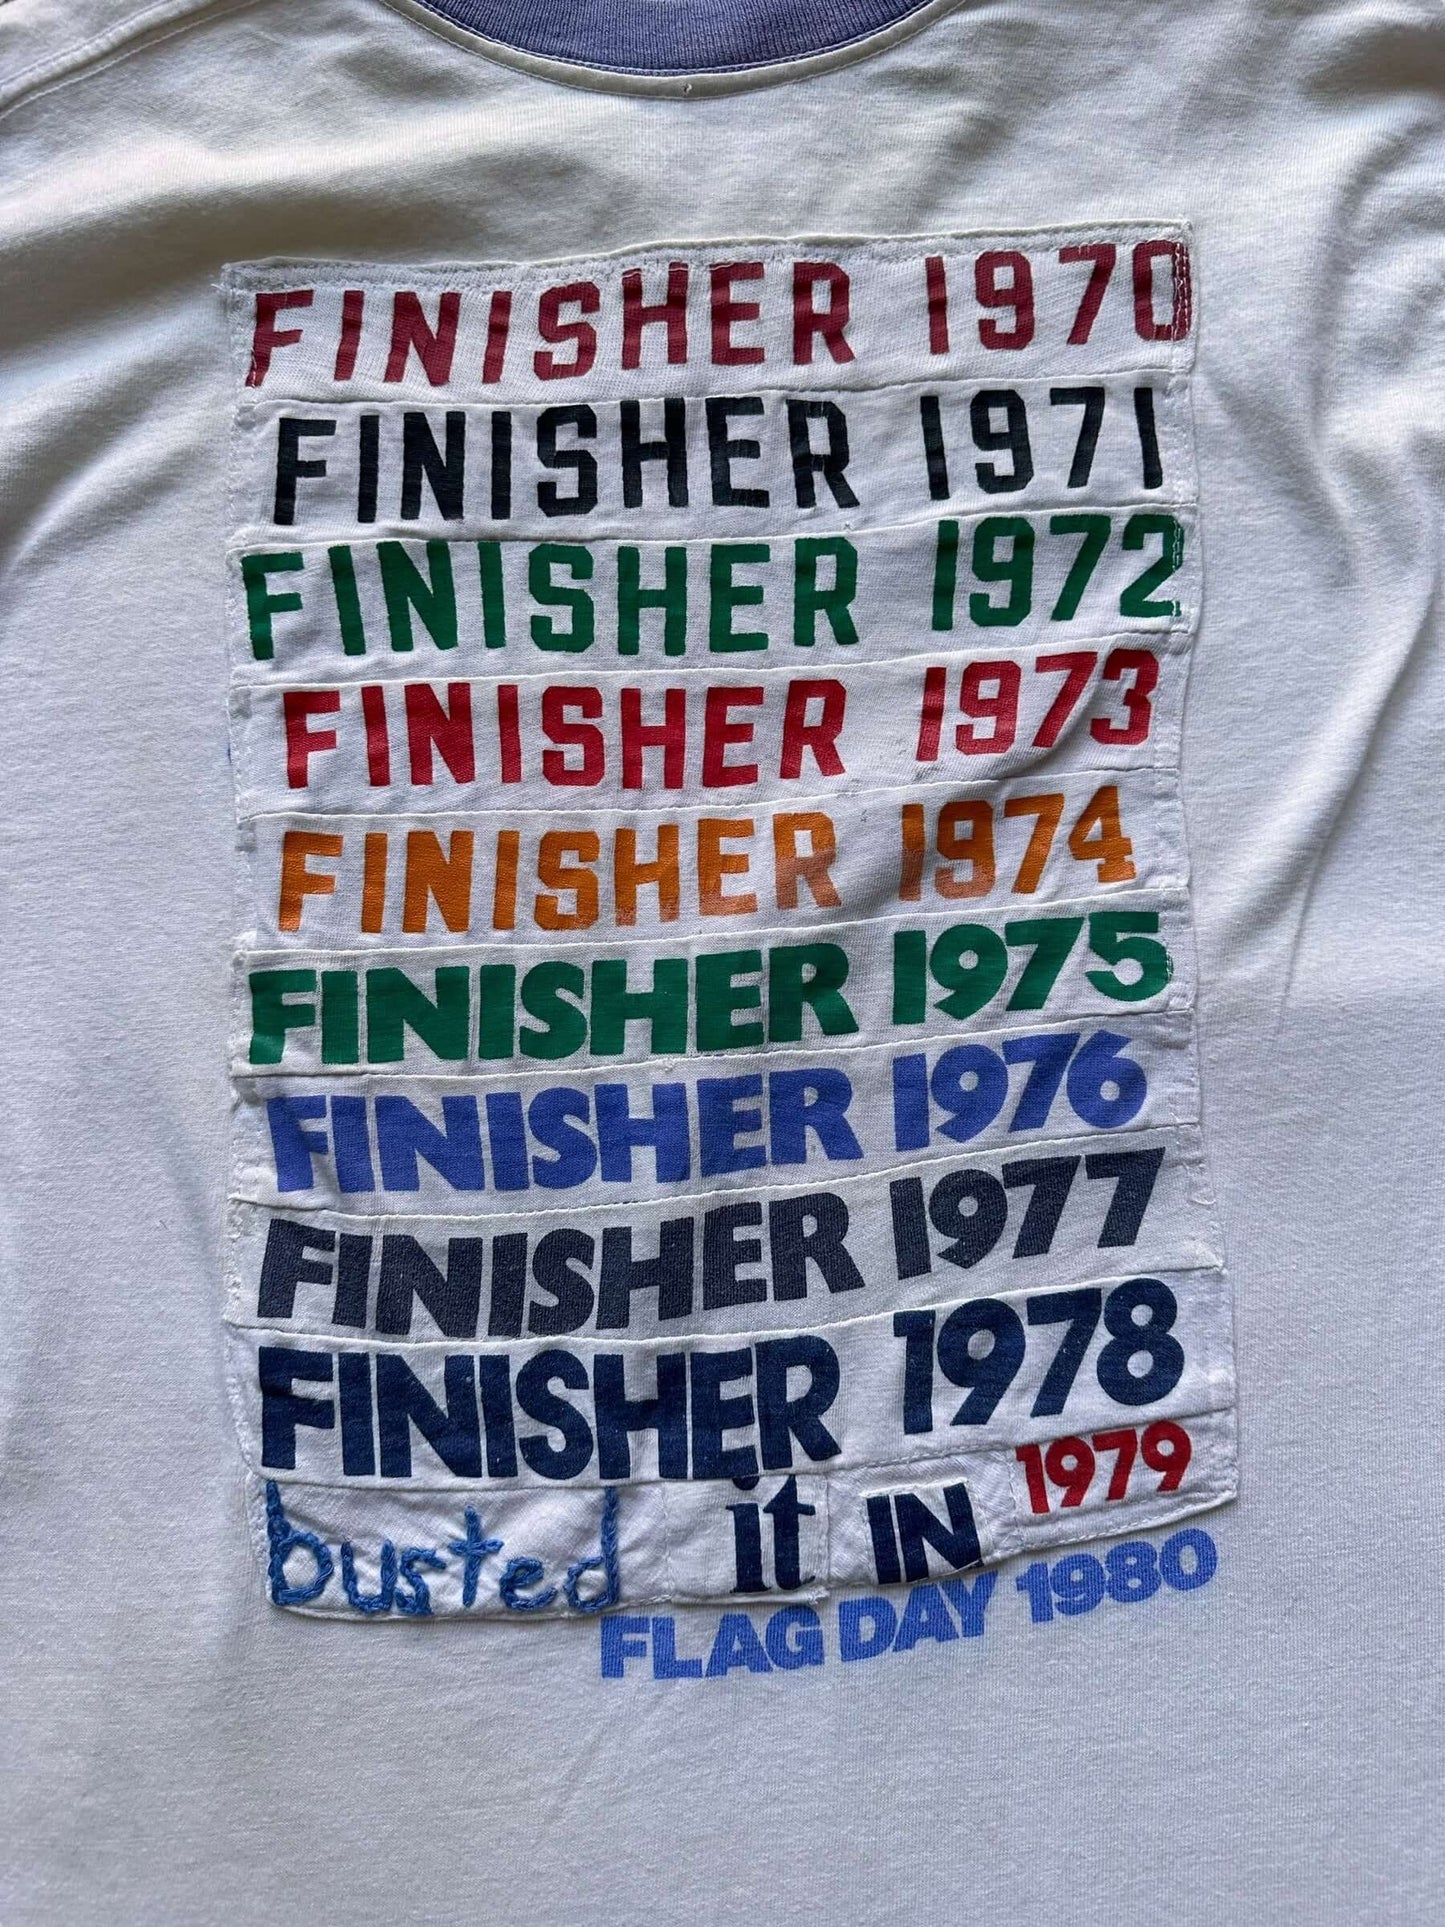 FINISHER 1970
FINISHER 1971
FINISHER 1972
FINISHER 1973
FINISHER 1974
FINISHER 1975
FINISHER 1976
FINISHER 1977
FINISHER 1978
busted it IN 1979
FLAG DAY 1980